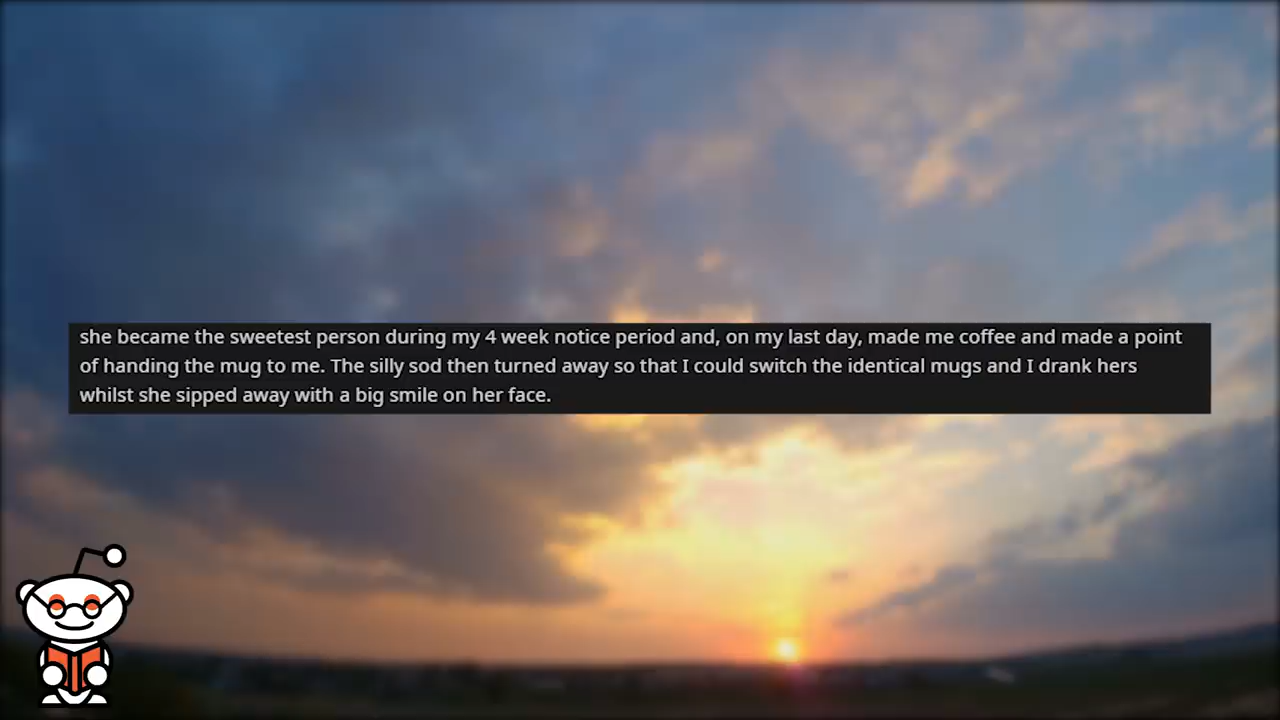 she became the sweetest person during my 4 week notice period and, on my last day, made me coffee and made a point
of handing the mug to me. The silly sod then turned away so that I could switch the identical mugs and I drank hers
whilst she sipped away with a big smile on her face.